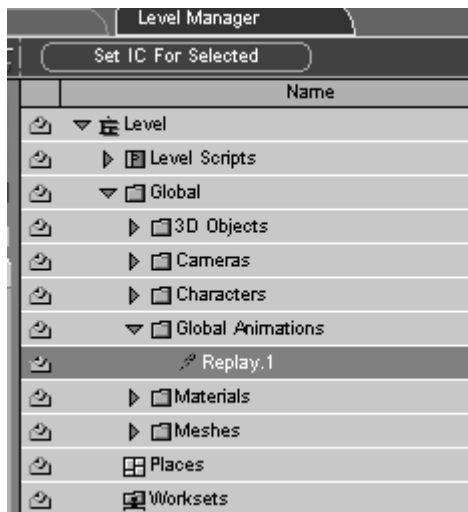 Level Manager
Set IC For Selected
Name
Level
Level Scripts
Global
3D Objects
Cameras
Characters
Global Animations
Replay.1
Materials
Meshes
Places
Worksets